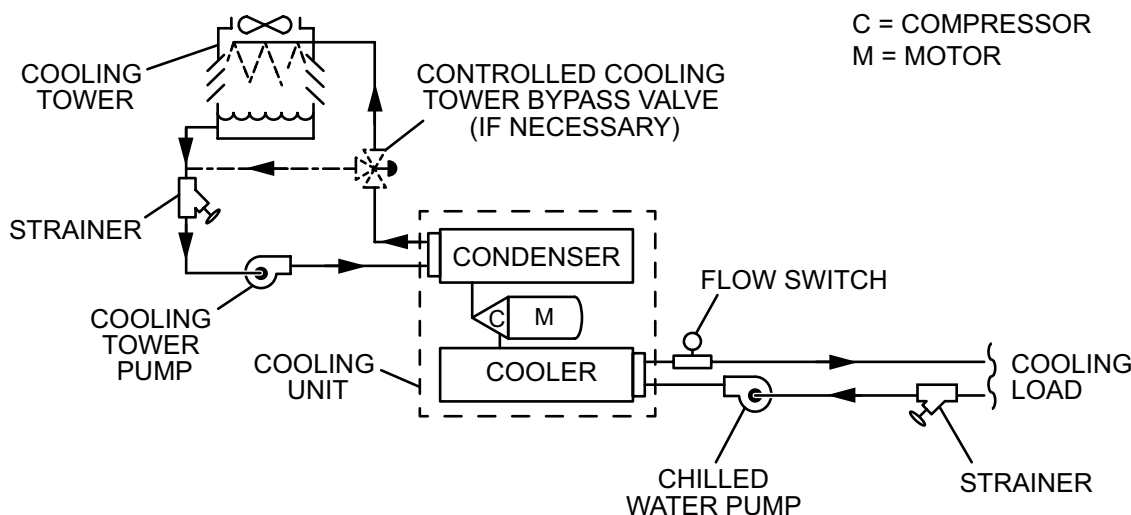 C = COMPRESSOR
M = MOTOR
COOLING
TOWER
CONTROLLED COOLING
TOWER BYPASS VALVE
(IF NECESSARY)
STRAINER
CONDENSER
FLOW SWITCH
COOLING
TOWER
PUMP
C
M
COOLING
UNIT
COOLER
COOLING
LOAD
CHILLED
WATER PUMP
STRAINER